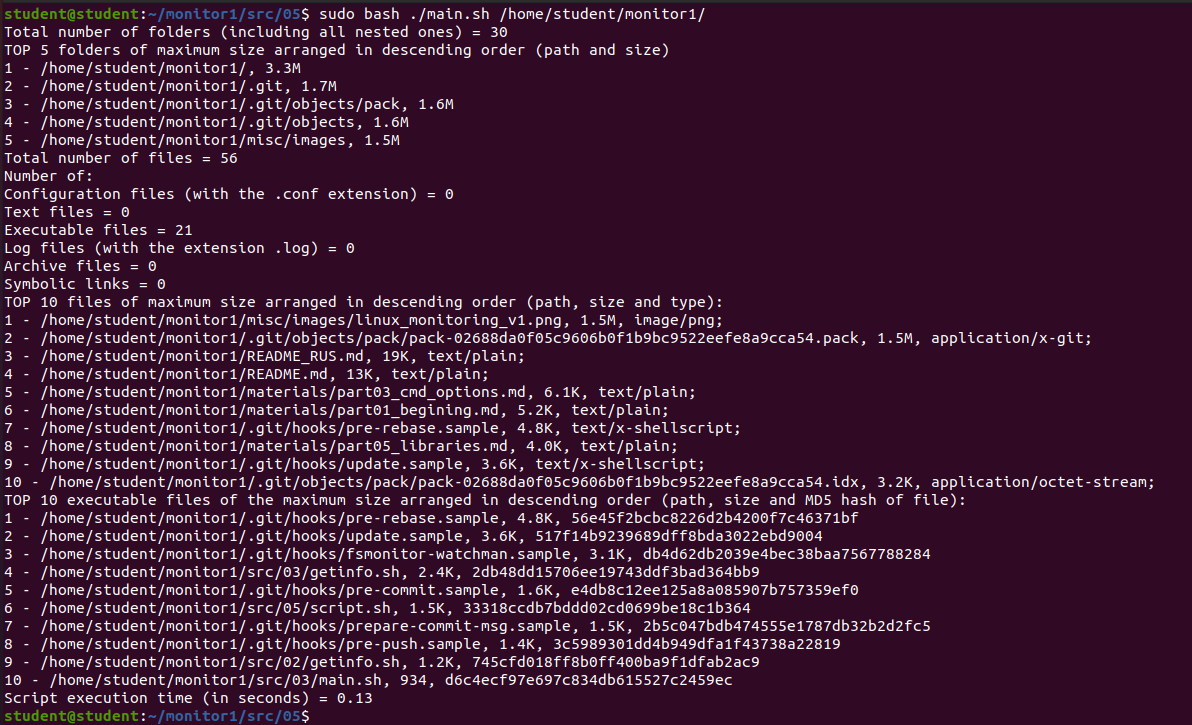 student@student:~/monitor1/src/05$ sudo bash ./main.sh /home/student/monitor1/
Total number of folders (including all nested ones) = 30
TOP 5 folders of maximum size arranged in descending order (path and size)
1 - /home/student/monitor1/, 3.3M
2 - /home/student/monitor1/.git, 1.7M
3 - /home/student/monitor1/.git/objects/pack, 1.6M
4 - /home/student/monitor1/.git/objects, 1.6M
5 - /home/student/monitor1/misc/images, 1.5M
Total number of files = 56
Number of:
Configuration files (with the .conf extension) = 0
Text files = 0
Executable files = 21
Log files (with the extension .log) = 0
Archive files = 0
Symbolic links = 0
TOP 10 files of maximum size arranged in descending order (path, size and type):
1 - /home/student/monitor1/misc/images/linux_monitoring_v1.png, 1.5M, image/png;
2 - /home/student/monitor1/.git/objects/pack/pack-02688da0f05c9606b0f1b9bc9522eefe8a9cca54.pack, 1.5M, application/x-git;
3 - /home/student/monitor1/README_RUS.md, 19K, text/plain;
4 - /home/student/monitor1/README.md, 13K, text/plain;
5 - /home/student/monitor1/materials/part03_cmd_options.md, 6.1K, text/plain;
6 - /home/student/monitor1/materials/part01_begining.md, 5.2K, text/plain;
7 - /home/student/monitor1/.git/hooks/pre-rebase.sample, 4.8K, text/x-shellscript;
8 - /home/student/monitor1/materials/part05_libraries.md, 4.0K, text/plain;
9 - /home/student/monitor1/.git/hooks/update.sample, 3.6K, text/x-shellscript;
10 - /home/student/monitor1/.git/objects/pack/pack-02688da0f05c9606b0f1b9bc9522eefe8a9cca54.idx, 3.2K, application/octet-stream;
TOP 10 executable files of the maximum size arranged in descending order (path, size and MD5 hash of file):
1 - /home/student/monitor1/.git/hooks/pre-rebase.sample, 4.8K, 56e45f2bcbc8226d2b4200f7c46371bf
2 - /home/student/monitor1/.git/hooks/update.sample, 3.6K, 517f14b9239689dff8bda3022ebd9004
3 - /home/student/monitor1/.git/hooks/fsmonitor-watchman.sample, 3.1K, db4d62db2039e4bec38baa7567788284
4 - /home/student/monitor1/src/03/getinfo.sh, 2.4K, 2db48dd15706ee19743ddf3bad364bb9
5 - /home/student/monitor1/.git/hooks/pre-commit.sample, 1.6K, e4db8c12ee125a8a085907b757359ef0
6 - /home/student/monitor1/src/05/script.sh, 1.5K, 33318ccdb7bddd02cd0699be18c1b364
7 - /home/student/monitor1/.git/hooks/prepare-commit-msg.sample, 1.5K, 2b5c047bdb474555e1787db32b2d2fc5
8 - /home/student/monitor1/.git/hooks/pre-push.sample, 1.4K, 3c5989301dd4b949dfa1f43738a22819
9 - /home/student/monitor1/src/02/getinfo.sh, 1.2K, 745cfd018ff8b0ff400ba9f1dfab2ac9
10 - /home/student/monitor1/src/03/main.sh, 934, d6c4ecf97e697c834db615527c2459ec
Script execution time (in seconds) = 0.13
student@student:~/monitor1/src/05$